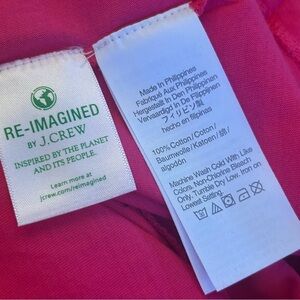 RE-IMAGINED
BY J.CREW
INSPIRED BY THE PLANET
AND ITS PEOPLE.
Learn more at
jcrew.com/reimagined
Made In Philippines
Fabriqué Aux Philippines
Hergestellt In Den Philippinen
Vervaardigd In De Filippijnen
フィリピン製
hecho en filipinas
100% Cotton / Coton /
Baumwolle / Katoen / 綿 /
algodón
Machine Wash Cold With Like
Colors, Non-Chlorine Bleach
Only, Tumble Dry Low, Iron on
Lowest Setting